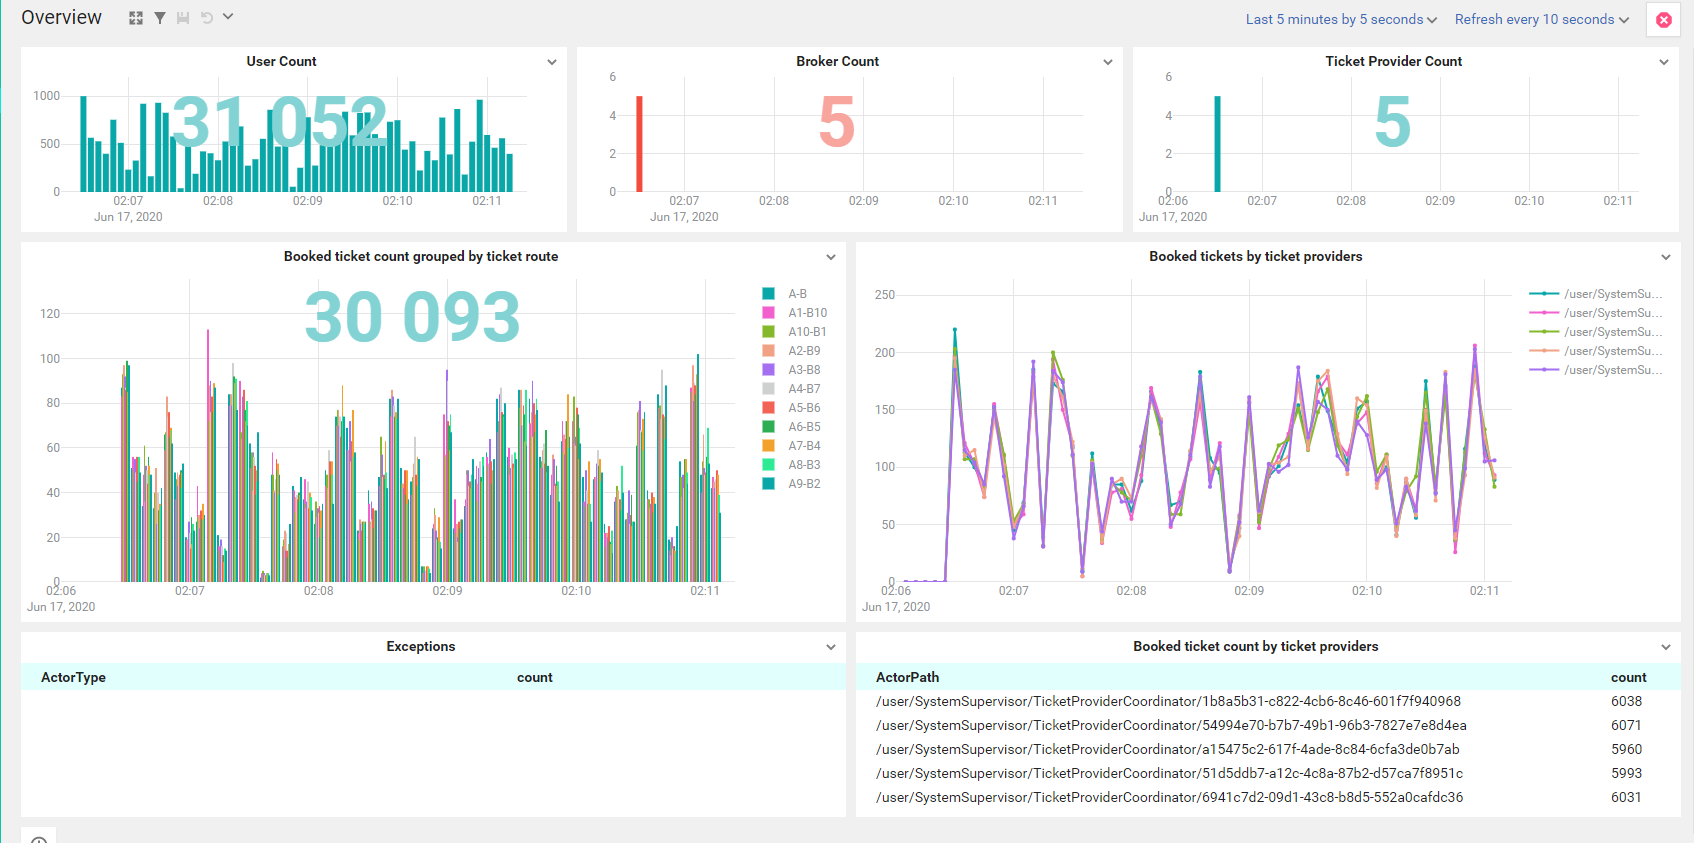 Overview
Last 5 minutes by 5 seconds
Refresh every 10 seconds
User Count
1000
500
0
31 052
02:07 02:08 02:09 02:10 02:11
Jun 17, 2020
Broker Count
6
4
2
0
5
02:07 02:08 02:09 02:10 02:11
Jun 17, 2020
Ticket Provider Count
6
4
2
0
5
02:06 02:07 02:08 02:09 02:10 02:11
Jun 17, 2020
Booked ticket count grouped by ticket route
30 093
120
100
80
60
40
20
0
02:06 02:07 02:08 02:09 02:10 02:11
Jun 17, 2020
A-B
A1-B10
A10-B1
A2-B9
A3-B8
A4-B7
A5-B6
A6-B5
A7-B4
A8-B3
A9-B2
Booked tickets by ticket providers
250
200
150
100
50
0
02:06 02:07 02:08 02:09 02:10 02:11
Jun 17, 2020
/user/SystemSu...
/user/SystemSu...
/user/SystemSu...
/user/SystemSu...
/user/SystemSu...
Exceptions
ActorType count
Booked ticket count by ticket providers
ActorPath count
/user/SystemSupervisor/TicketProviderCoordinator/1b8a5b31-c822-4cb6-8c46-601f7f940968 6038
/user/SystemSupervisor/TicketProviderCoordinator/54994e70-b7b7-49b1-96b3-7827e7e8d4ea 6071
/user/SystemSupervisor/TicketProviderCoordinator/a15475c2-617f-4ade-8c84-6cfa3de0b7ab 5960
/user/SystemSupervisor/TicketProviderCoordinator/51d5ddb7-a12c-4c8a-87b2-d57ca7f8951c 5993
/user/SystemSupervisor/TicketProviderCoordinator/6941c7d2-09d1-43c8-b8d5-552a0cafdc36 6031